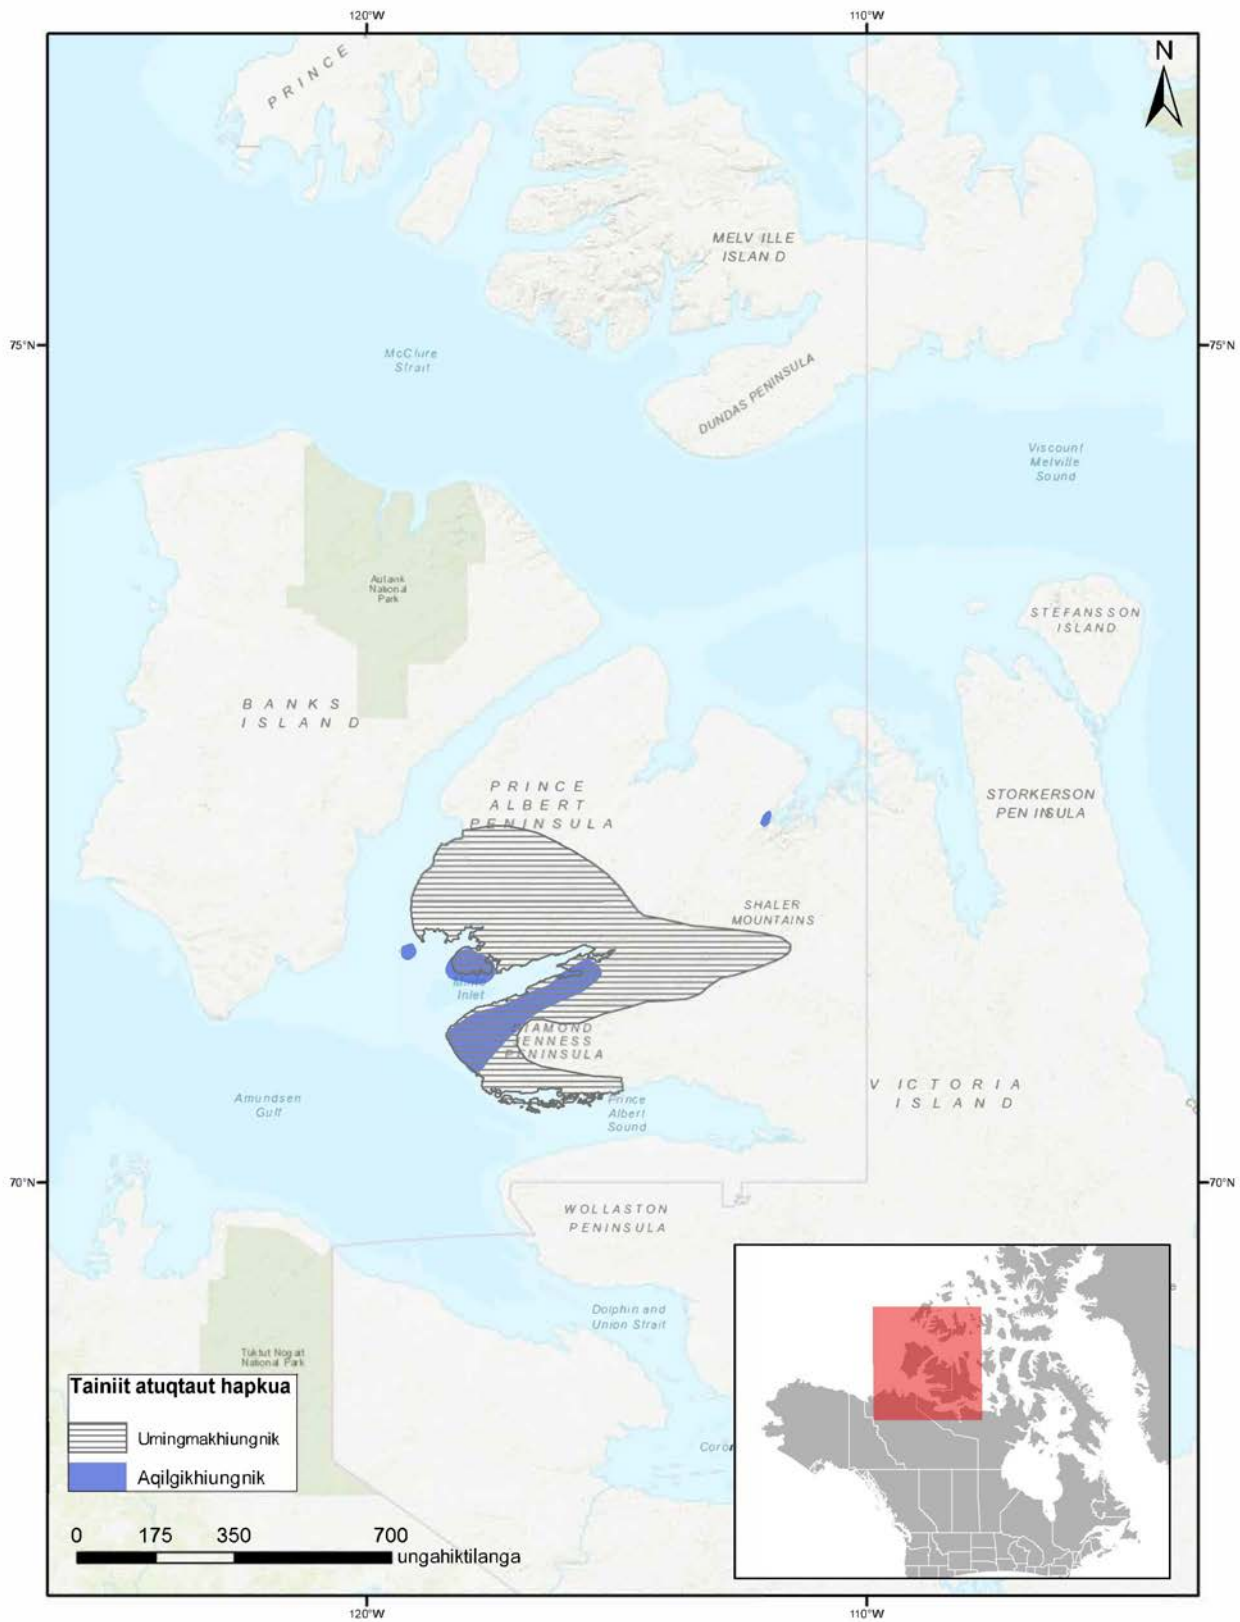 120°W 110°W
N
PRINCE
MELVILLE
ISLAND
75°N 75°N
McClure
Strait
DUNDAS PENINSULA
Viscount
Melville
Sound
Aulavik
National
Park
STEFANSSON
ISLAND
BANKS
ISLAND
PRINCE
ALBERT
PENINSULA
STORKERSON
PENINSULA
SHALER
MOUNTAINS
Minto
Inlet
DIAMOND
JENNESS
PENINSULA
VICTORIA
ISLAND
Amundsen
Gulf
Prince
Albert
Sound
70°N 70°N
WOLLASTON
PENINSULA
Dolphin and
Union Strait
Tuktut Nogait
National Park
Tainiit atuqtaut hapkua
Umingmakhiungnik
Aqilgikhiungnik
0 175 350 700
ungahiktilanga
120°W 110°W